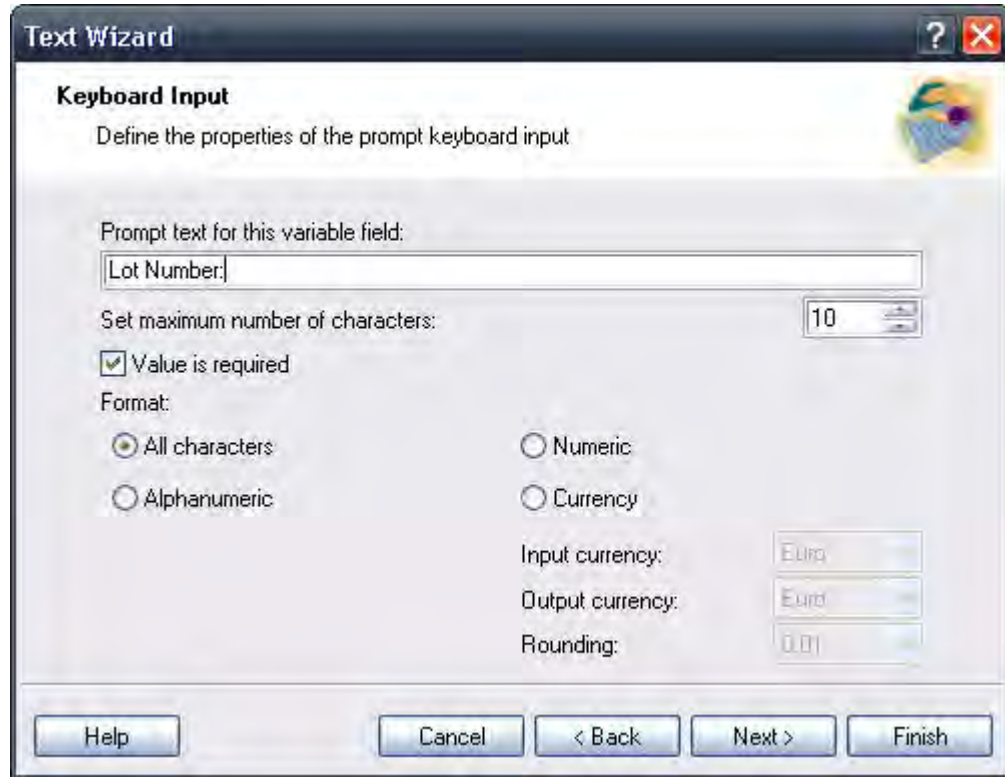 Text Wizard
?
Keyboard Input
Define the properties of the prompt keyboard input
Prompt text for this variable field:
Lot Number:
Set maximum number of characters: 10
Value is required
Format:
All characters Numeric
Alphanumeric Currency
Input currency: Euro
Output currency: Euro
Rounding: 0.01
Help Cancel < Back Next > Finish